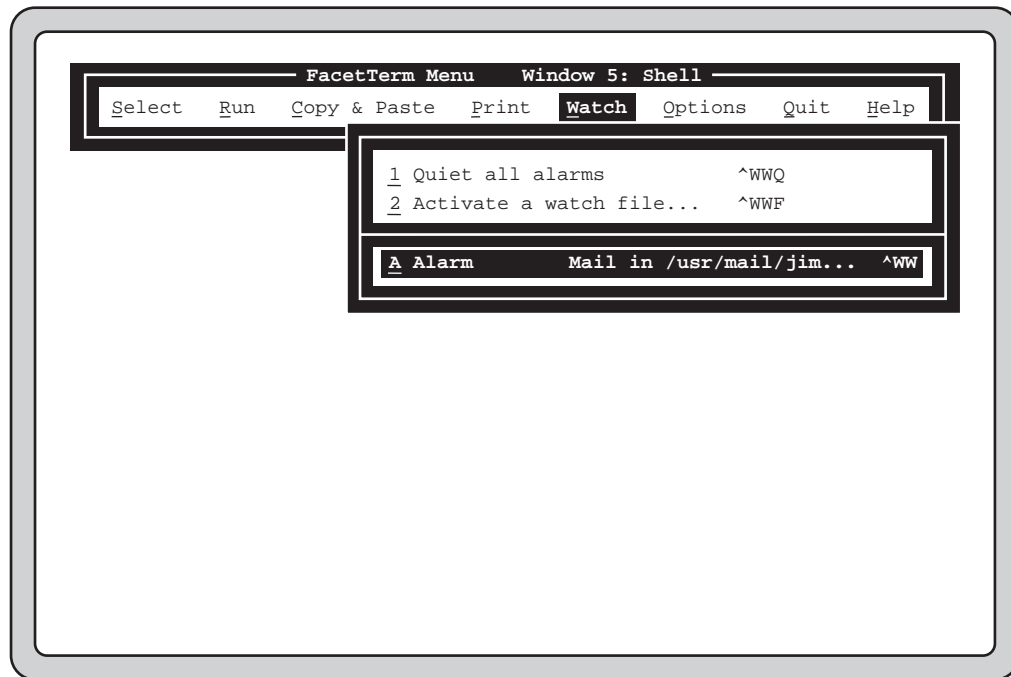 FacetTerm Menu Window 5: Shell
Select Run Copy & Paste Print Watch Options Quit Help
1 Quiet all alarms ^WWQ
2 Activate a watch file... ^WWF
A Alarm Mail in /usr/mail/jim... ^WW